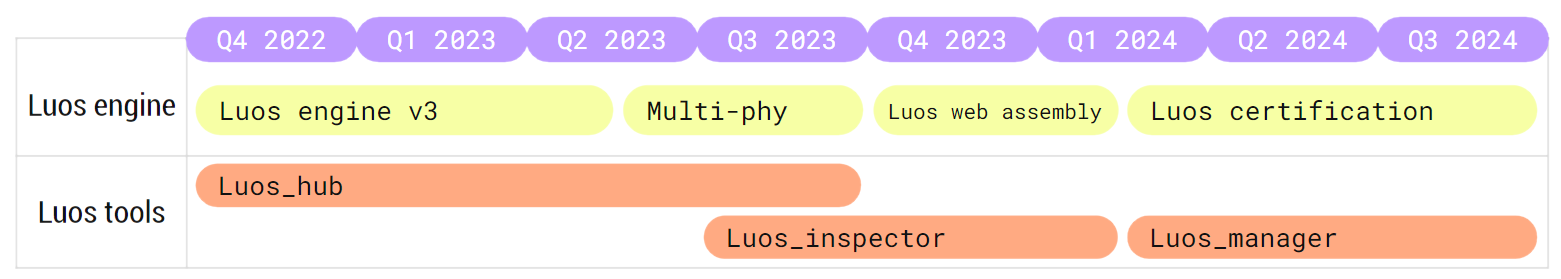 Q4 2022 Q1 2023 Q2 2023 Q3 2023 Q4 2023 Q1 2024 Q2 2024 Q3 2024
Luos engine Luos engine v3 Multi-phy Luos web assembly Luos certification
Luos tools
Luos_hub
Luos_inspector Luos_manager